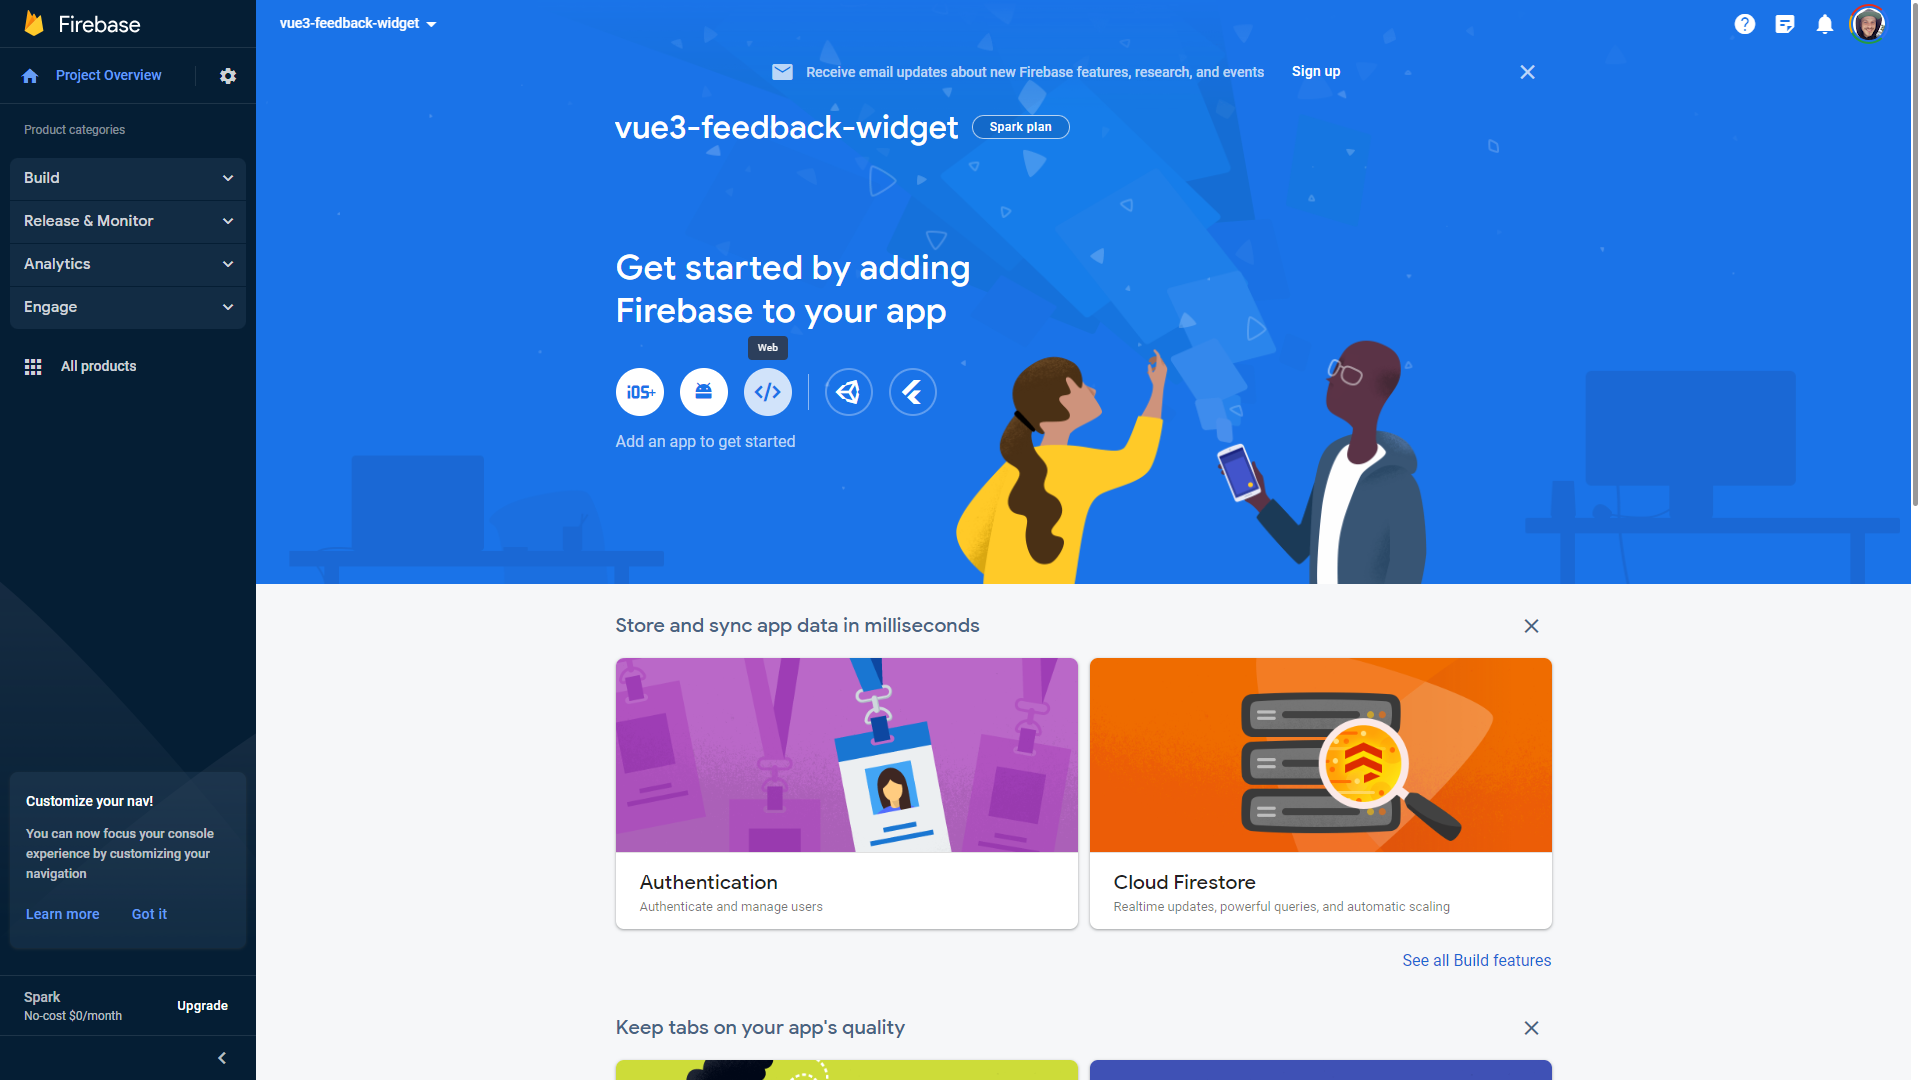 Firebase
Project Overview
Product categories
Build
Release & Monitor
Analytics
Engage
All products
Customize your nav!
You can now focus your console
experience by customizing your
navigation
Learn more
Got it
Spark
No-cost $0/month
Upgrade
vue3-feedback-widget
Receive email updates about new Firebase features, research, and events
Sign up
vue3-feedback-widget
Spark plan
Get started by adding
Firebase to your app
Web
iOS+
Add an app to get started
Store and sync app data in milliseconds
Authentication
Authenticate and manage users
Cloud Firestore
Realtime updates, powerful queries, and automatic scaling
See all Build features
Keep tabs on your app's quality